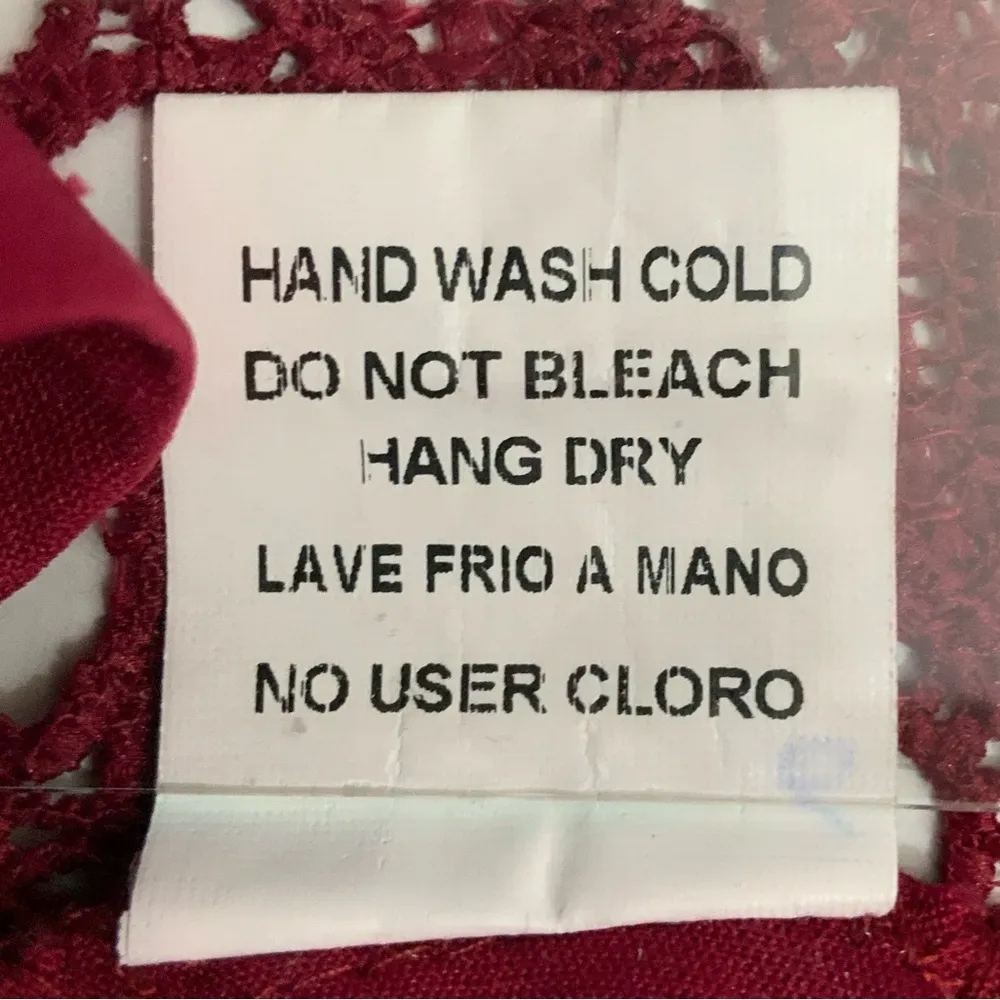 HAND WASH COLD
DO NOT BLEACH
HANG DRY
LAVE FRIO A MANO
NO USER CLORO